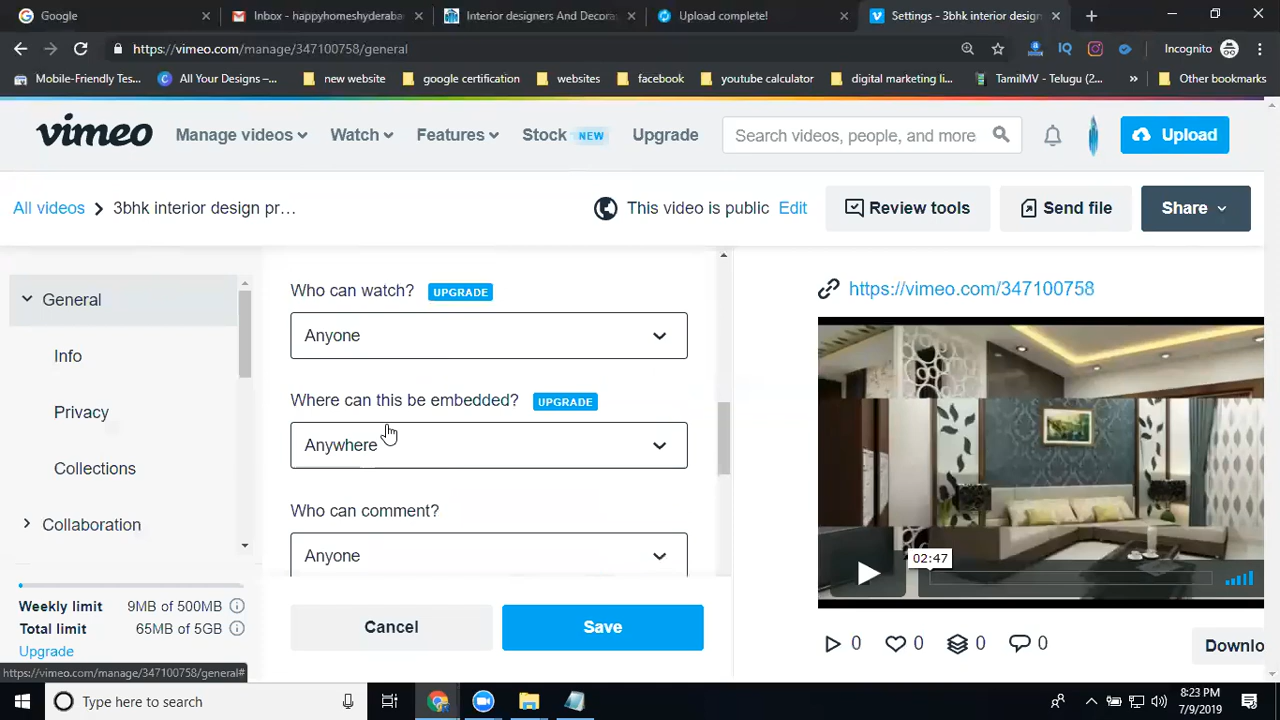 Google
Inbox - happyhomeshyderaba
Interior designers And Decora
Upload complete!
Settings - 3bhk interior design
https://vimeo.com/manage/347100758/general
Incognito
Mobile-Friendly Tes...
All Your Designs –...
new website
google certification
websites
facebook
youtube calculator
digital marketing li...
TamilMV - Telugu (2...
Other bookmarks
vimeo
Manage videos
Watch
Features
Stock NEW
Upgrade
Search videos, people, and more
Upload
All videos
3bhk interior design pr...
This video is public Edit
Review tools
Send file
Share
General
Info
Privacy
Collections
Collaboration
Weekly limit 9MB of 500MB
Total limit 65MB of 5GB
Upgrade
Who can watch? UPGRADE
Anyone
Where can this be embedded? UPGRADE
Anywhere
Who can comment?
Anyone
Cancel
Save
https://vimeo.com/347100758
02:47
0
0
0
0
Downlo
https://vimeo.com/manage/347100758/general#
Type here to search
8:23 PM
7/9/2019